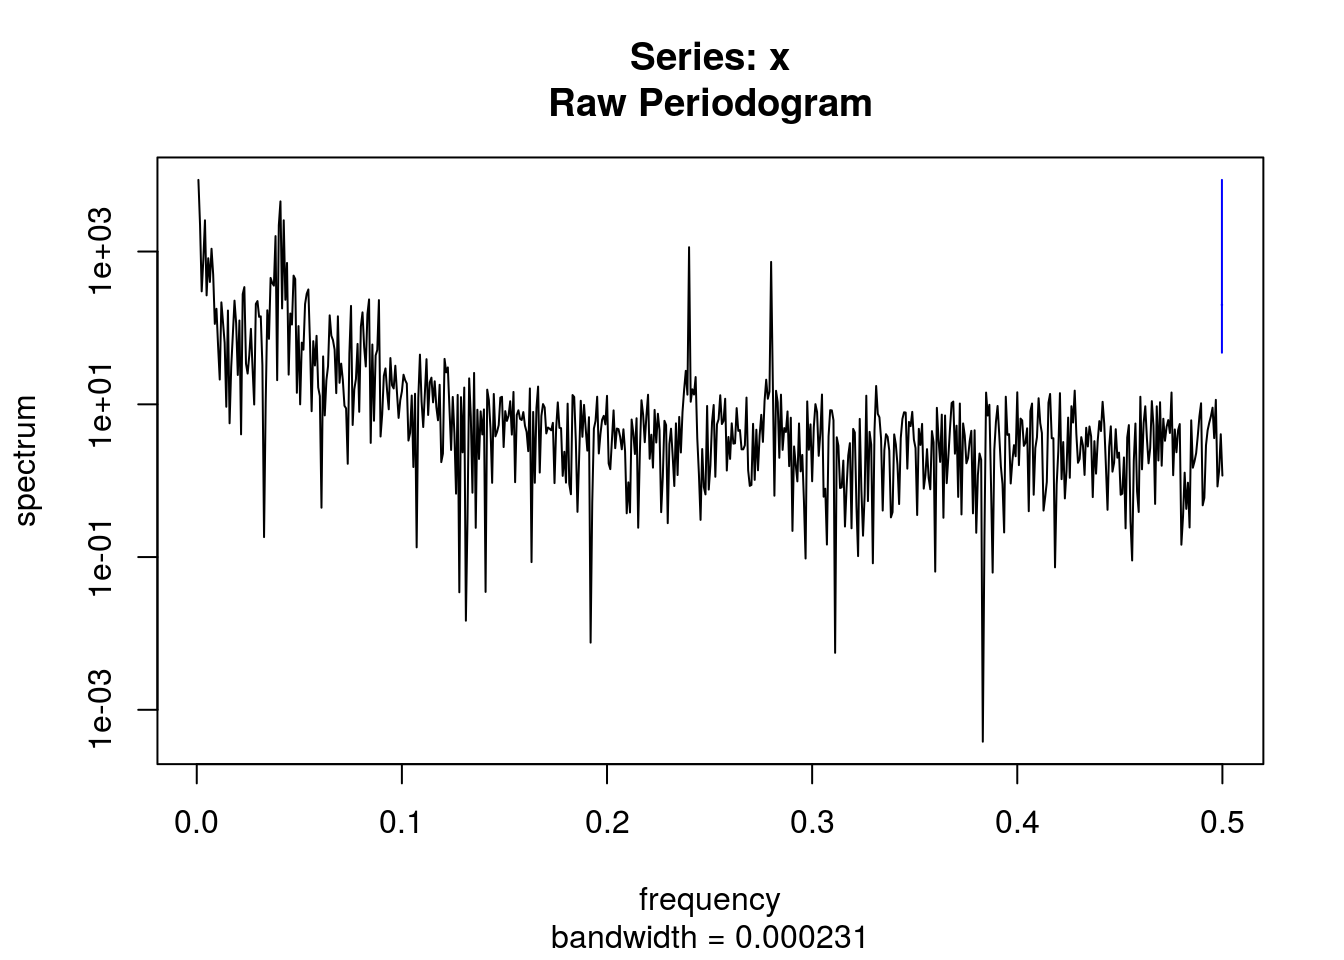 Series: x
Raw Periodogram
1e+03
1e+01
1e-01
1e-03
spectrum
0.0 0.1 0.2 0.3 0.4 0.5
frequency
bandwidth = 0.000231